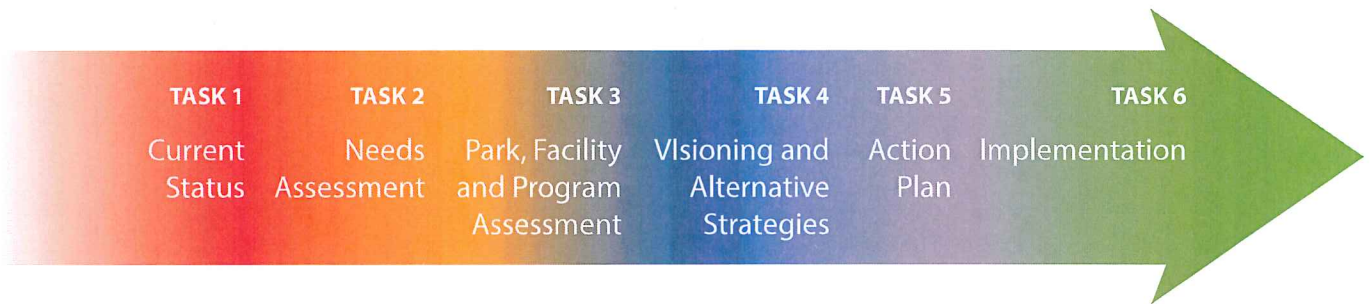 TASK 1
Current
Status
TASK 2
Needs
Assessment
TASK 3
Park, Facility
and Program
Assessment
TASK 4
VIsioning and
Alternative
Strategies
TASK 5
Action
Plan
TASK 6
Implementation